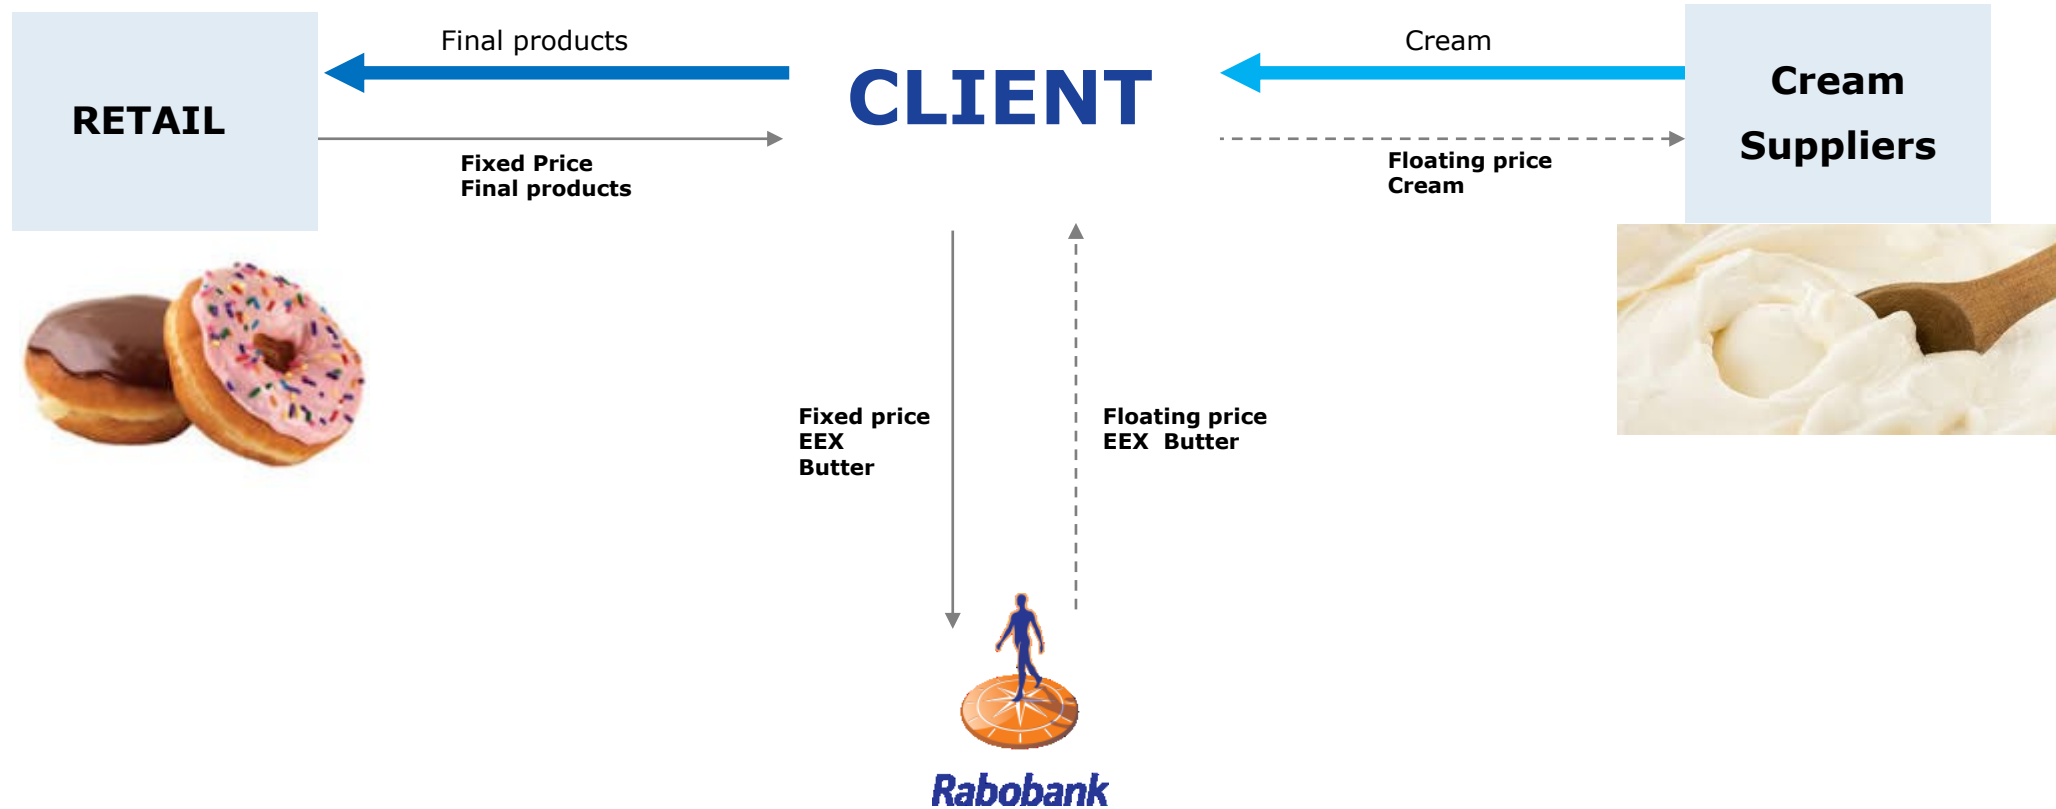 Final products
CLIENT
Cream
Cream
Suppliers
RETAIL
Fixed Price
Final products
Floating price
Cream
Fixed price
EEX
Butter
Floating price
EEX  Butter
Rabobank